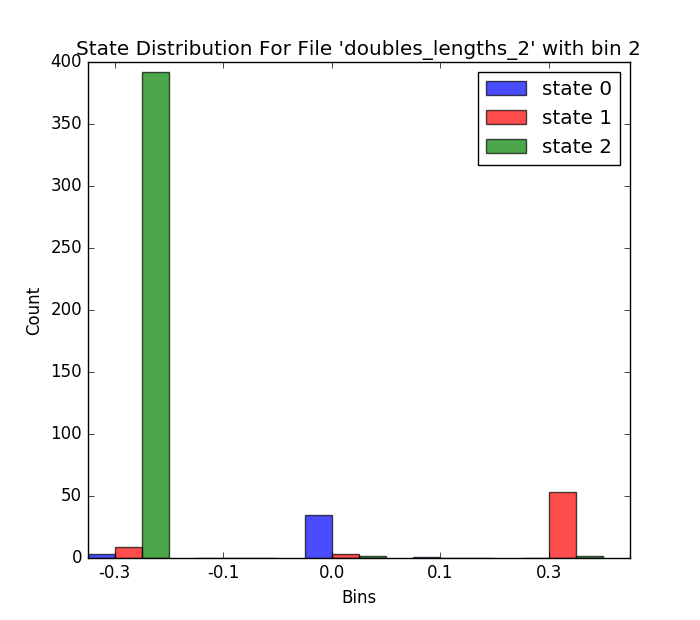 State Distribution For File 'doubles_lengths_2' with bin 2
400
350
300
250
200
150
100
50
0
Count
state 0
state 1
state 2
-0.3 -0.1 0.0 0.1 0.3
Bins